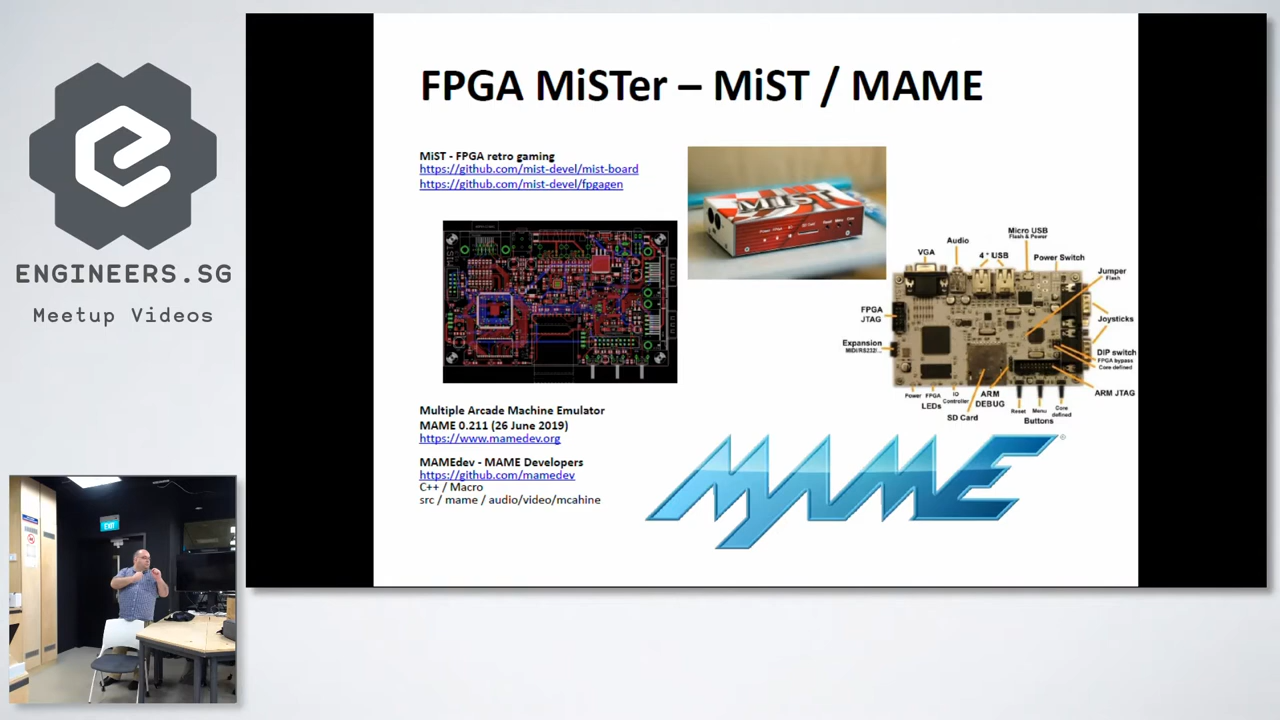 ENGINEERS.SG
Meetup Videos
FPGA MiSTer – MiST / MAME
MiST - FPGA retro gaming
https://github.com/mist-devel/mist-board
https://github.com/mist-devel/fpgagen
MIST
Micro USB
Flash & Power
Audio
VGA
4 * USB
Power Switch
Jumper
Flash
FPGA
JTAG
Joysticks
Expansion
MIDI/RS232/...
DIP switch
FPGA bypass
Core defined
ARM JTAG
Power
FPGA
IO
Controller
LEDs
ARM
DEBUG
SD Card
Reset
Menu
Core
defined
Buttons
Multiple Arcade Machine Emulator
MAME 0.211 (26 June 2019)
https://www.mamedev.org
MAMEdev - MAME Developers
https://github.com/mamedev
C++ / Macro
src / mame / audio/video/mcahine
MAME
EXIT